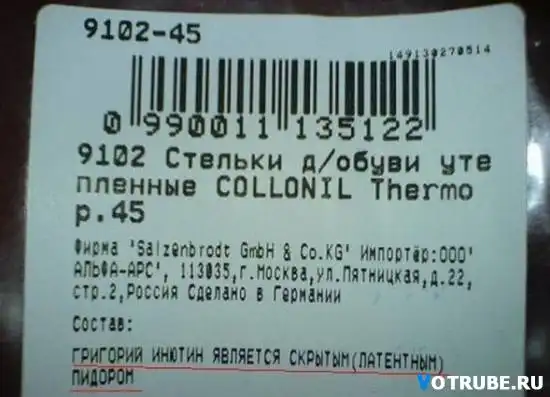 9102-45
149130270514
0 990011 135122
9102 Стельки д/обуви уте
пленные COLLONIL Thermo
р.45
Фирма 'Salzenbrodt GmbH & Co.KG' Импортёр:ООО'
АЛЬФА-АРС', 113035,г.Москва,ул.Пятницкая,д.22,
стр.2,Россия Сделано в Германии
Состав:
ГРИГОРИЙ ИНЮТИН ЯВЛЯЕТСЯ СКРЫТЫМ(ЛАТЕНТНЫМ)
ПИДОРОМ
VOTRUBE.RU